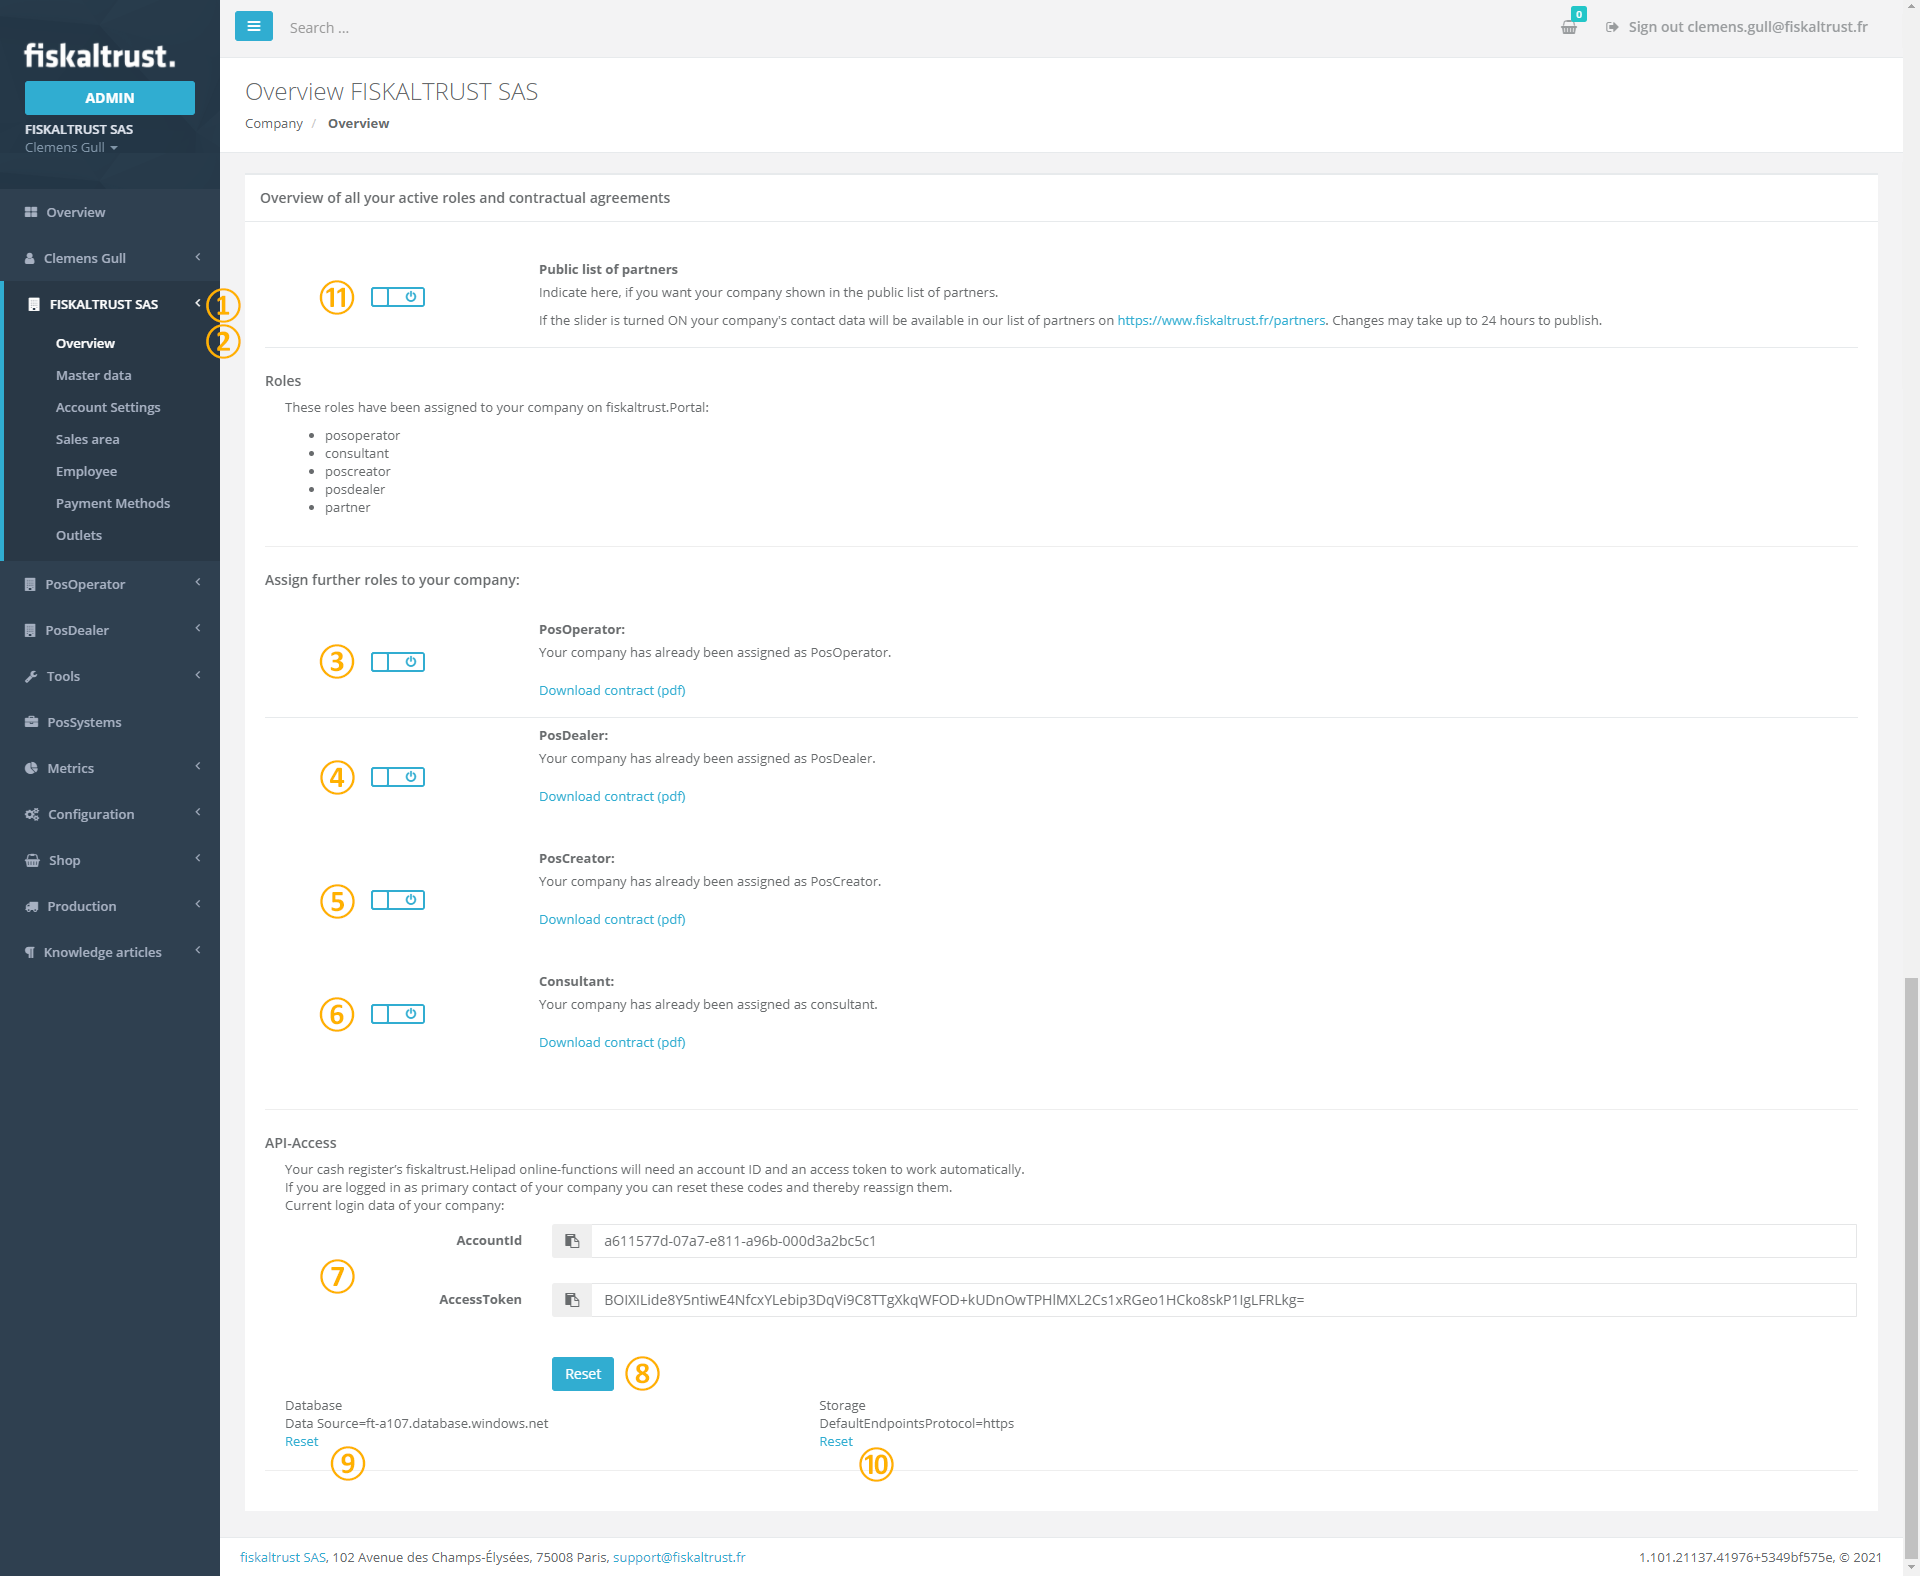 fiskaltrust.
ADMIN
FISKALTRUST SAS
Clemens Gull
Overview
Clemens Gull
FISKALTRUST SAS
1
Overview
2
Master data
Account Settings
Sales area
Employee
Payment Methods
Outlets
PosOperator
PosDealer
Tools
PosSystems
Metrics
Configuration
Shop
Production
Knowledge articles
Search ...
0
Sign out clemens.gull@fiskaltrust.fr
Overview FISKALTRUST SAS
Company / Overview
Overview of all your active roles and contractual agreements
11
Public list of partners
Indicate here, if you want your company shown in the public list of partners.
If the slider is turned ON your company's contact data will be available in our list of partners on https://www.fiskaltrust.fr/partners. Changes may take up to 24 hours to publish.
Roles
These roles have been assigned to your company on fiskaltrust.Portal:
• posoperator
• consultant
• poscreator
• posdealer
• partner
Assign further roles to your company:
3
PosOperator:
Your company has already been assigned as PosOperator.
Download contract (pdf)
4
PosDealer:
Your company has already been assigned as PosDealer.
Download contract (pdf)
5
PosCreator:
Your company has already been assigned as PosCreator.
Download contract (pdf)
6
Consultant:
Your company has already been assigned as consultant.
Download contract (pdf)
API-Access
Your cash register's fiskaltrust.Helipad online-functions will need an account ID and an access token to work automatically.
If you are logged in as primary contact of your company you can reset these codes and thereby reassign them.
Current login data of your company:
7
AccountId a611577d-07a7-e811-a96b-000d3a2bc5c1
AccessToken BOIXILide8Y5ntiwE4NfcxYLebip3DqVi9C8TTgXkqWFOD+kUDnOwTPHlMXL2Cs1xRGeo1HCko8skP1IgLFRLkg=
Reset 8
Database
Data Source=ft-a107.database.windows.net
Reset
9
Storage
DefaultEndpointsProtocol=https
Reset
10
fiskaltrust SAS, 102 Avenue des Champs-Élysées, 75008 Paris, support@fiskaltrust.fr
1.101.21137.41976+5349bf575e, © 2021